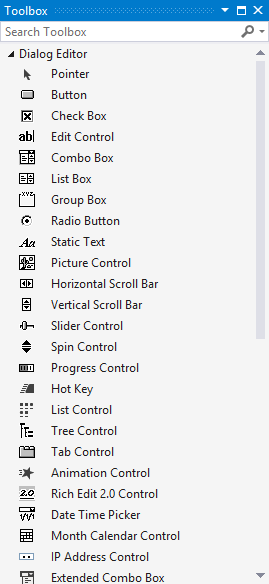 Toolbox
Search Toolbox
Dialog Editor
Pointer
Button
Check Box
Edit Control
Combo Box
List Box
Group Box
Radio Button
Static Text
Picture Control
Horizontal Scroll Bar
Vertical Scroll Bar
Slider Control
Spin Control
Progress Control
Hot Key
List Control
Tree Control
Tab Control
Animation Control
Rich Edit 2.0 Control
Date Time Picker
Month Calendar Control
IP Address Control
Extended Combo Box